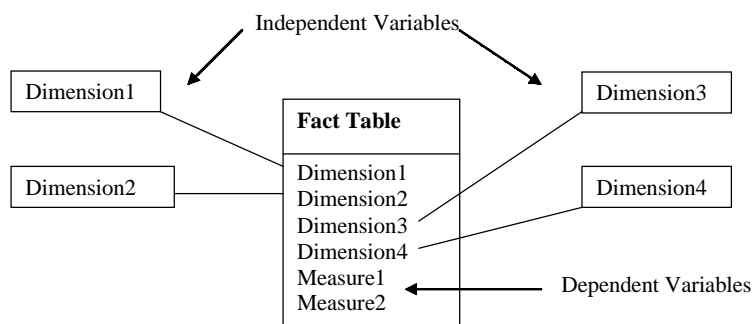 Independent Variables
Dimension1
Dimension2
Fact Table
Dimension1
Dimension2
Dimension3
Dimension4
Measure1
Measure2
Dimension3
Dimension4
Dependent Variables